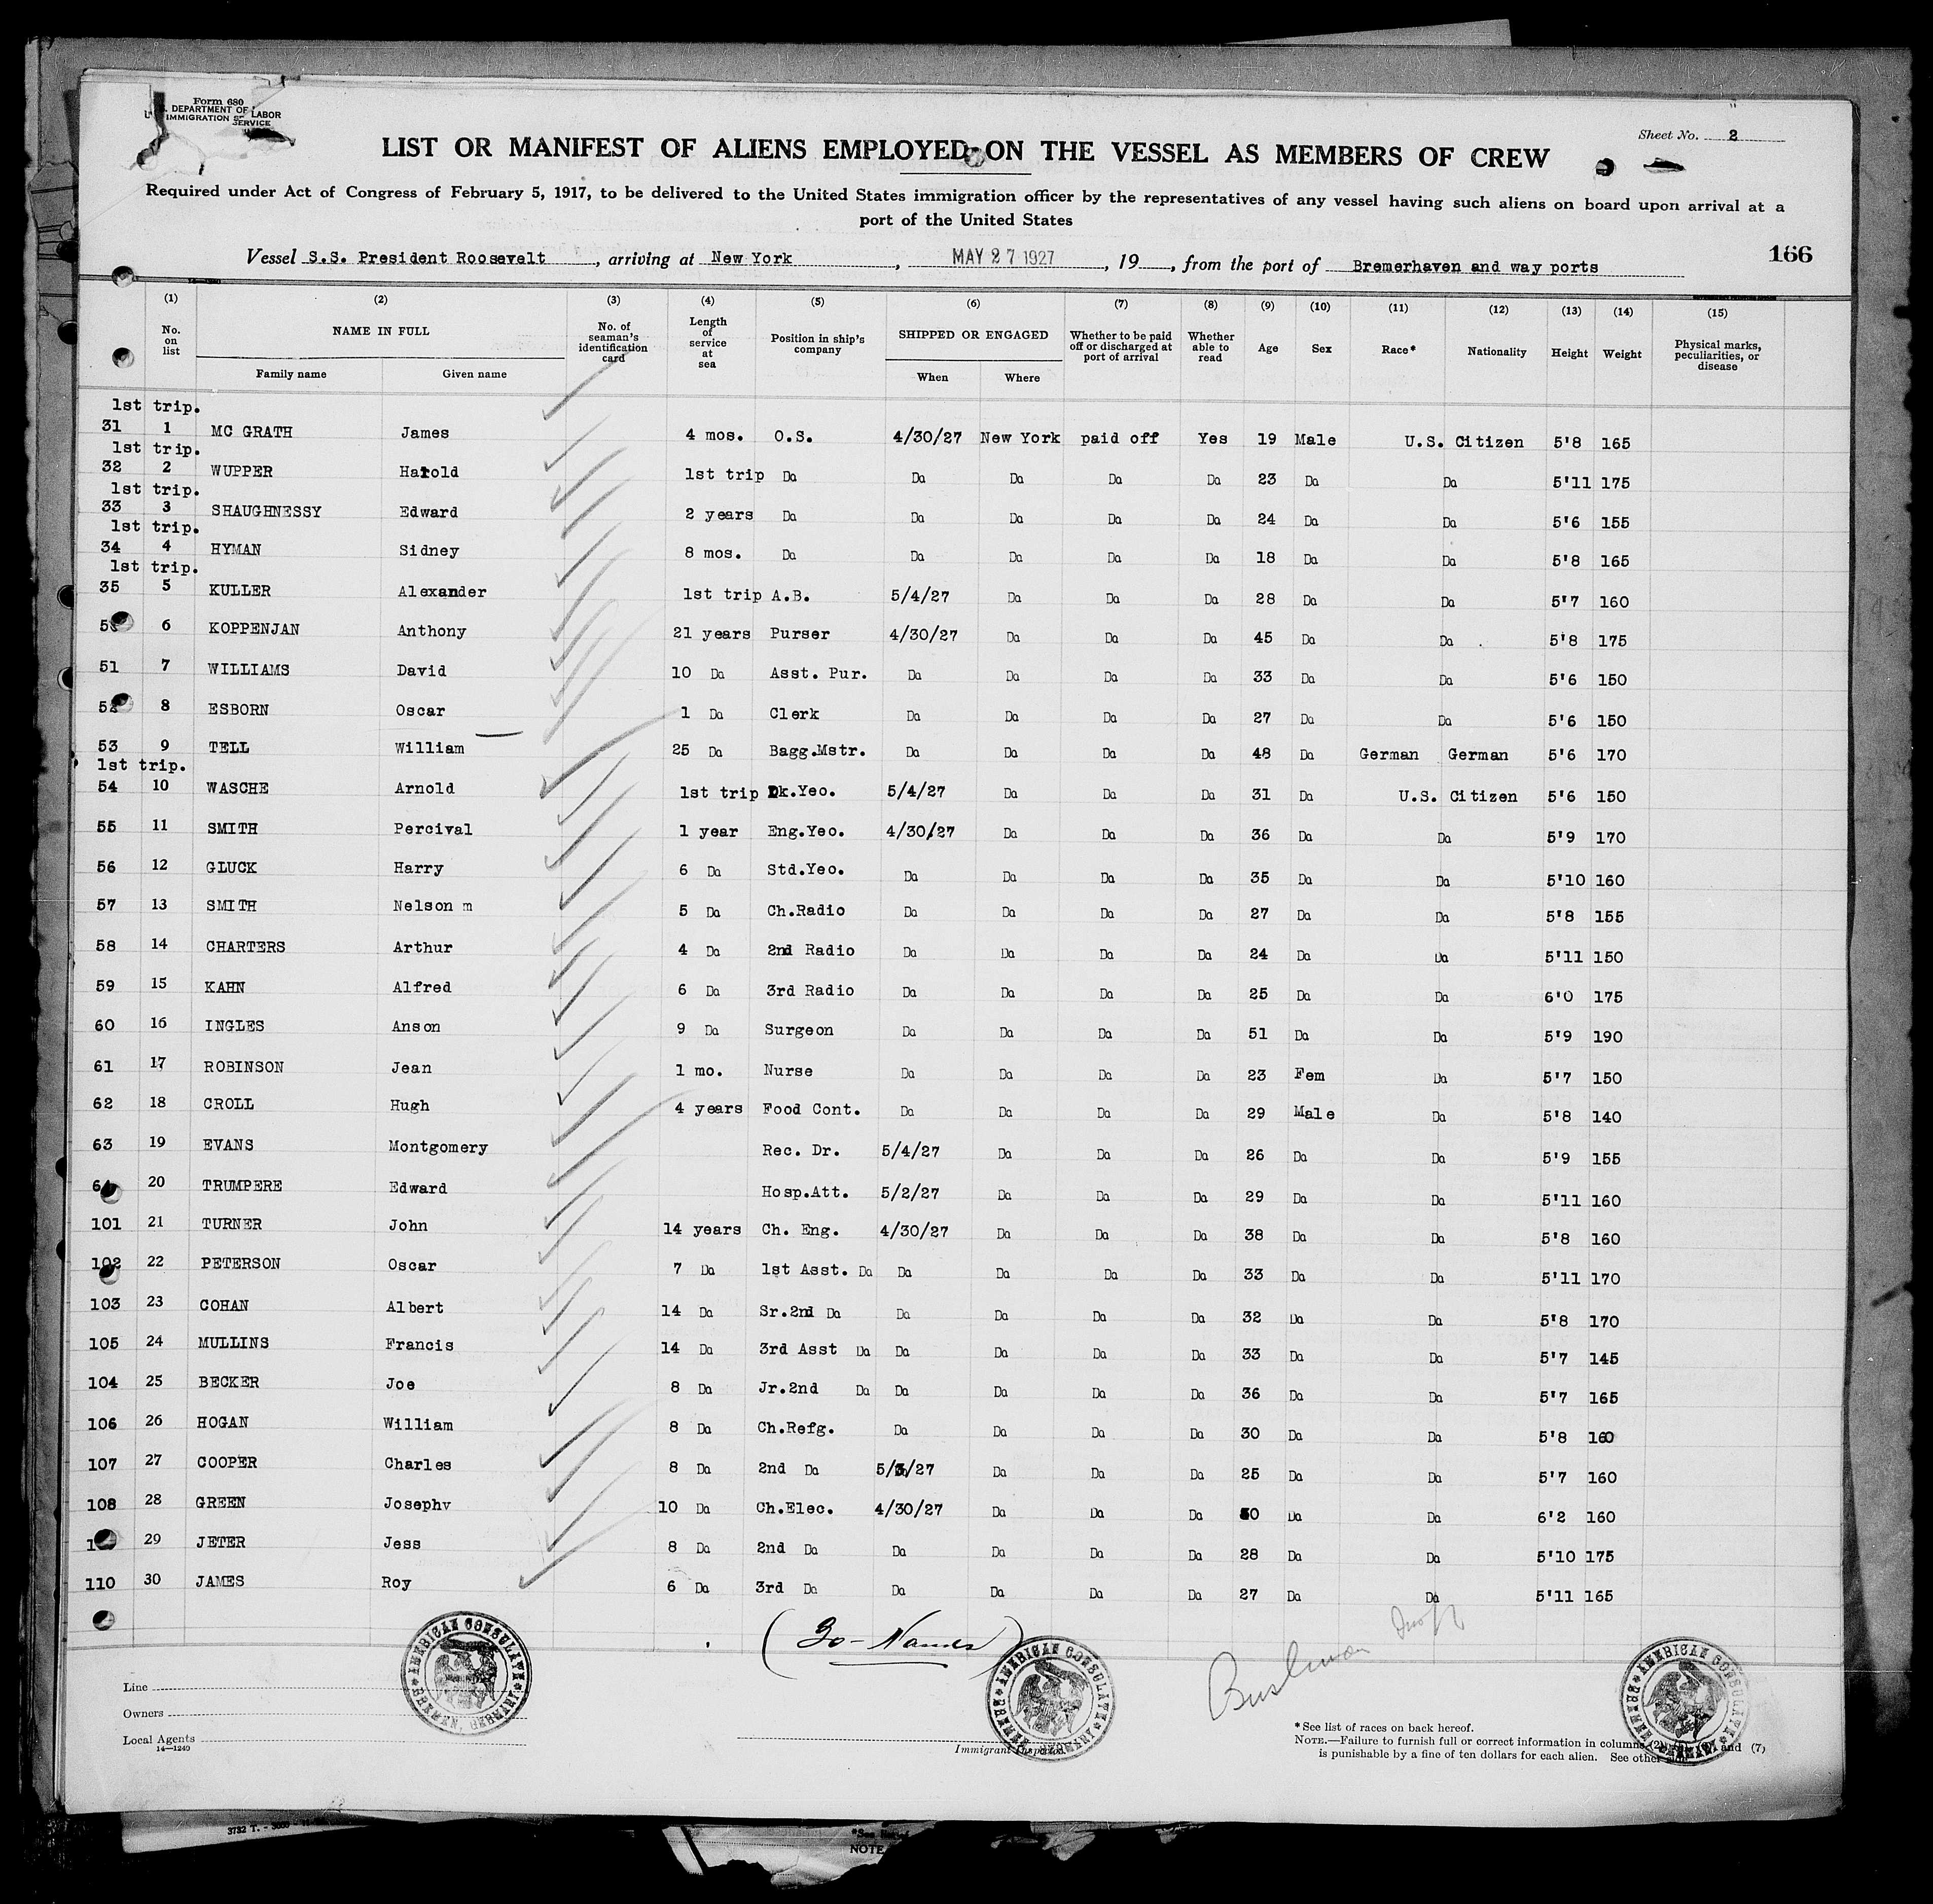 Form 680
U.S. DEPARTMENT OF LABOR
IMMIGRATION SERVICE
Sheet No. 2
LIST OR MANIFEST OF ALIENS EMPLOYED ON THE VESSEL AS MEMBERS OF CREW
Required under Act of Congress of February 5, 1917, to be delivered to the United States immigration officer by the representatives of any vessel having such aliens on board upon arrival at a
port of the United States
166
Vessel S.S. President Roosevelt, arriving at New York, MAY 27 1927, 19, from the port of Bremerhaven and way ports
(1) (2) (3) (4) (5) (6) (7) (8) (9) (10) (11) (12) (13) (14) (15)
No. on list NAME IN FULL Family name Given name No. of seaman's identification card Length of service at sea Position in ship's company SHIPPED OR ENGAGED When Where Whether to be paid off or discharged at port of arrival Whether able to read Age Sex Race* Nationality Height Weight Physical marks, peculiarities, or disease
1st trip.
31 1 MC GRATH James 4 mos. O.S. 4/30/27 New York paid off Yes 19 Male U.S. Citizen 5'8 165
1st trip.
32 2 WUPPER Harold 1st trip Do Do Do Do Do 23 Do Do 5'11 175
1st trip.
33 3 SHAUGHNESSY Edward 2 years Do Do Do Do Do 24 Do Do 5'6 155
1st trip.
34 4 HYMAN Sidney 8 mos. Do Do Do Do Do 18 Do Do 5'8 165
1st trip.
35 5 KULLER Alexander 1st trip A.B. 5/4/27 Do Do Do 28 Do Do 5'7 160
6 KOPPENJAN Anthony 21 years Purser 4/30/27 Do Do Do 45 Do Do 5'8 175
51 7 WILLIAMS David 10 Do Asst. Pur. Do Do Do Do 33 Do Do 5'6 150
52 8 ESBORN Oscar 1 Do Clerk Do Do Do Do 27 Do Do 5'6 150
53 9 TELL William 25 Do Bagg.Mstr. Do Do Do Do 48 Do German German 5'6 170
1st trip.
54 10 WASCHE Arnold 1st trip Dk.Yeo. 5/4/27 Do Do Do 31 Do U.S. Citizen 5'6 150
55 11 SMITH Percival 1 year Eng.Yeo. 4/30/27 Do Do Do 36 Do Do 5'9 170
56 12 GLUCK Harry 6 Do Std.Yeo. Do Do Do Do 35 Do Do 5'10 160
57 13 SMITH Nelson m 5 Do Ch.Radio Do Do Do Do 27 Do Do 5'8 155
58 14 CHARTERS Arthur 4 Do 2nd Radio Do Do Do Do 24 Do Do 5'11 150
59 15 KAHN Alfred 6 Do 3rd Radio Do Do Do Do 25 Do Do 6'0 175
60 16 INGLES Anson 9 Do Surgeon Do Do Do Do 51 Do Do 5'9 190
61 17 ROBINSON Jean 1 mo. Nurse Do Do Do Do 23 Fem Do 5'7 150
62 18 CROLL Hugh 4 years Food Cont. Do Do Do Do 29 Male Do 5'8 140
63 19 EVANS Montgomery Rec. Dr. 5/4/27 Do Do Do 26 Do Do 5'9 155
64 20 TRUMPERE Edward Hosp.Att. 5/2/27 Do Do Do 29 Do Do 5'11 160
101 21 TURNER John 14 years Ch. Eng. 4/30/27 Do Do Do 38 Do Do 5'8 160
102 22 PETERSON Oscar 7 Do 1st Asst. Do Do Do Do Do 33 Do Do 5'11 170
103 23 COHAN Albert 14 Do Sr.2nd Do Do Do Do Do 32 Do Do 5'8 170
105 24 MULLINS Francis 14 Do 3rd Asst Do Do Do Do Do 33 Do Do 5'7 145
104 25 BECKER Joe 8 Do Jr.2nd Do Do Do Do Do 36 Do Do 5'7 165
106 26 HOGAN William 8 Do Ch.Refg. Do Do Do Do 30 Do Do 5'8 160
107 27 COOPER Charles 8 Do 2nd Do 5/3/27 Do Do Do 25 Do Do 5'7 160
108 28 GREEN Josephv 10 Do Ch.Elec. 4/30/27 Do Do Do 50 Do Do 6'2 160
29 JETER Jess 8 Do 2nd Do Do Do Do Do 28 Do Do 5'10 175
110 30 JAMES Roy 6 Do 3rd Do Do Do Do Do 27 Do Do 5'11 165
(30-Names)
AMERICAN CONSULATE BREMEN, GERMANY
AMERICAN CONSULATE BREMEN, GERMANY
AMERICAN CONSULATE BREMEN, GERMANY
Line
Owners
Local Agents
14—1240
Immigrant Inspector
*See list of races on back hereof.
NOTE.—Failure to furnish full or correct information in columns (2), and (7)
is punishable by a fine of ten dollars for each alien. See other side
*See
NOTE